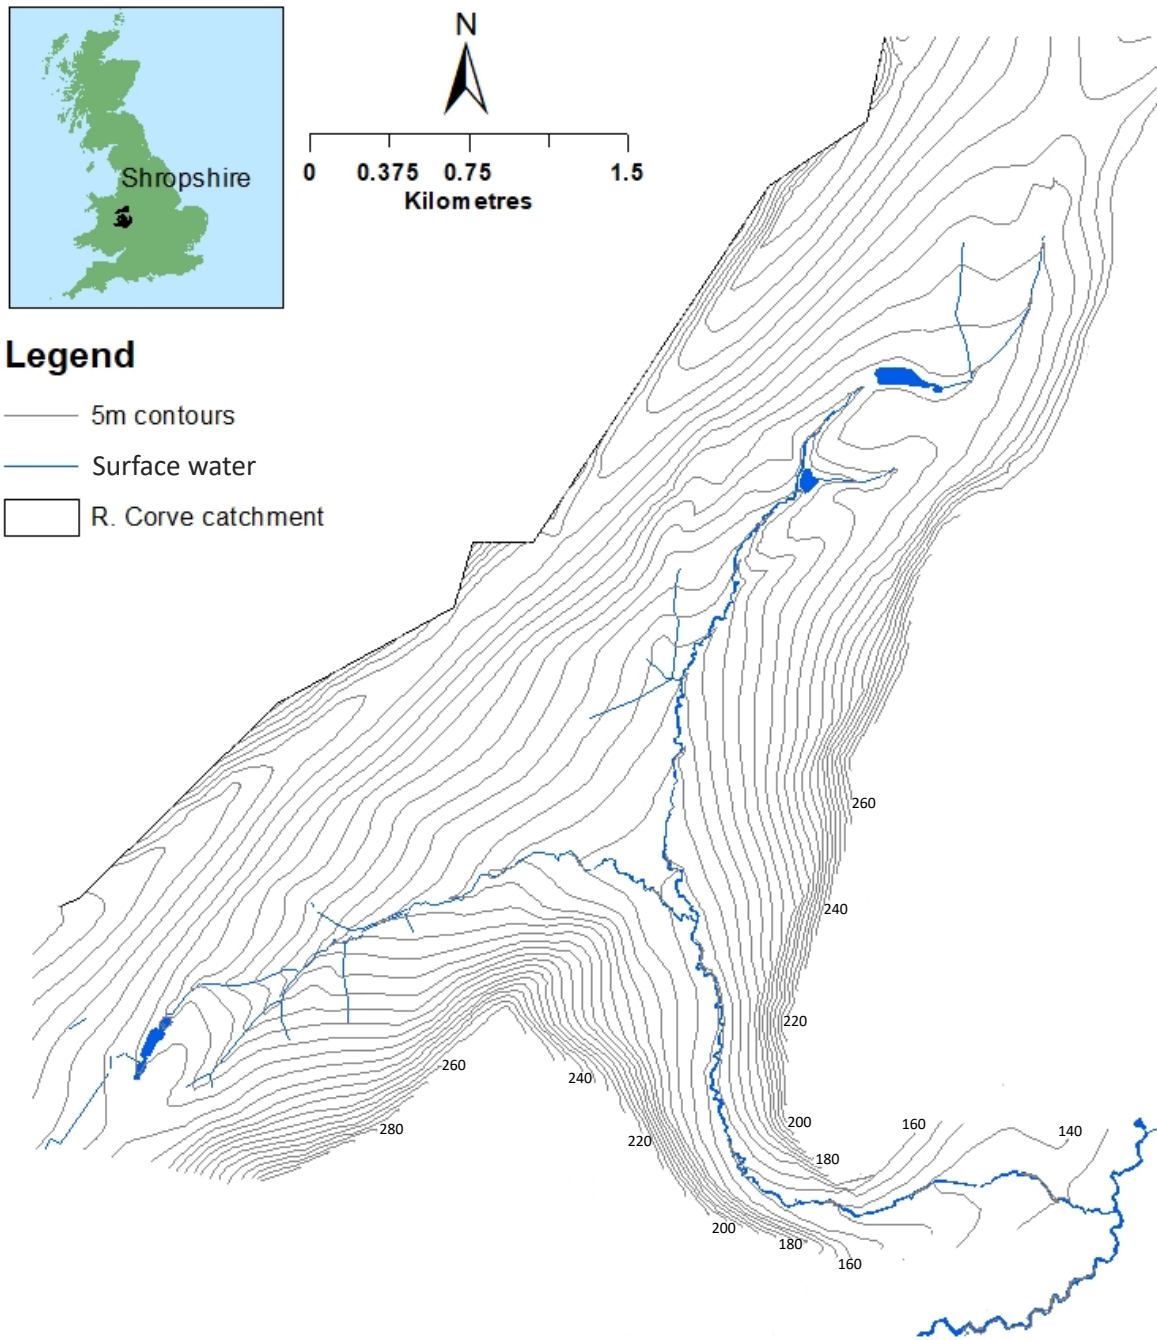 N
Shropshire
0 0.375 0.75 1.5
Kilometres
Legend
5m contours
Surface water
R. Corve catchment
260
240
220
260
240
280
220
200
160
140
180
200
180
160